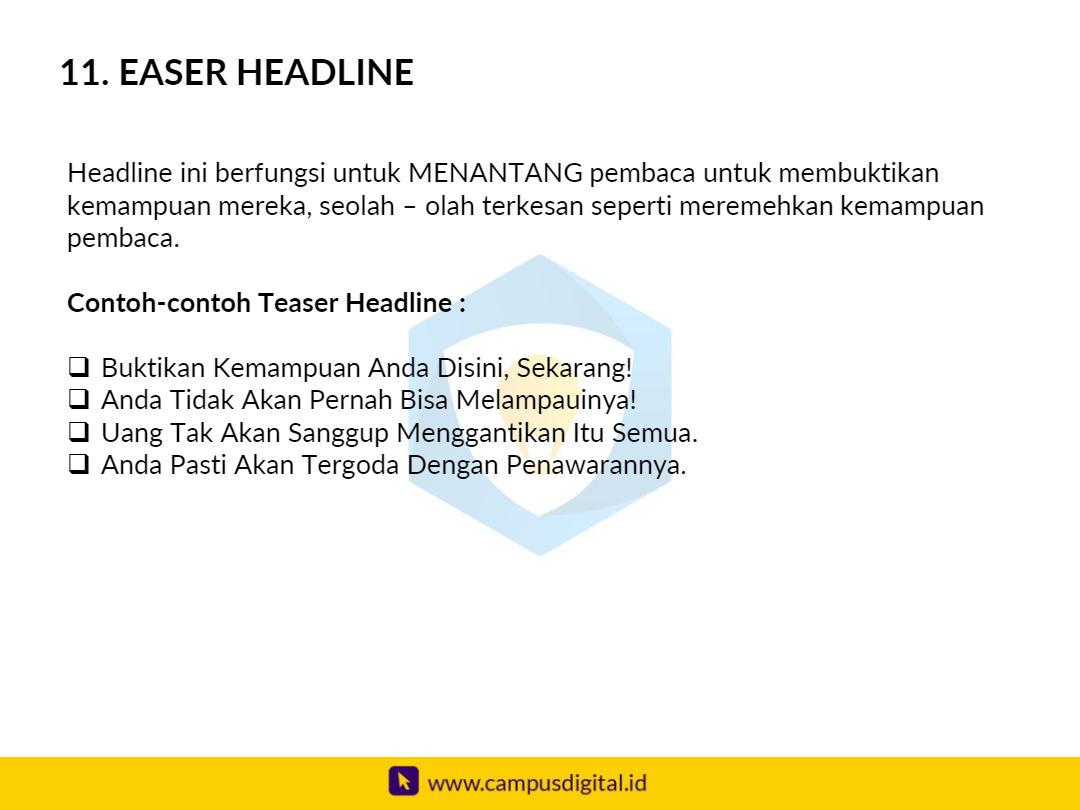 11. EASER HEADLINE
Headline ini berfungsi untuk MENANTANG pembaca untuk membuktikan
kemampuan mereka, seolah – olah terkesan seperti meremehkan kemampuan
pembaca.
Contoh-contoh Teaser Headline :
❑ Buktikan Kemampuan Anda Disini, Sekarang!
❑ Anda Tidak Akan Pernah Bisa Melampauinya!
❑ Uang Tak Akan Sanggup Menggantikan Itu Semua.
❑ Anda Pasti Akan Tergoda Dengan Penawarannya.
www.campusdigital.id